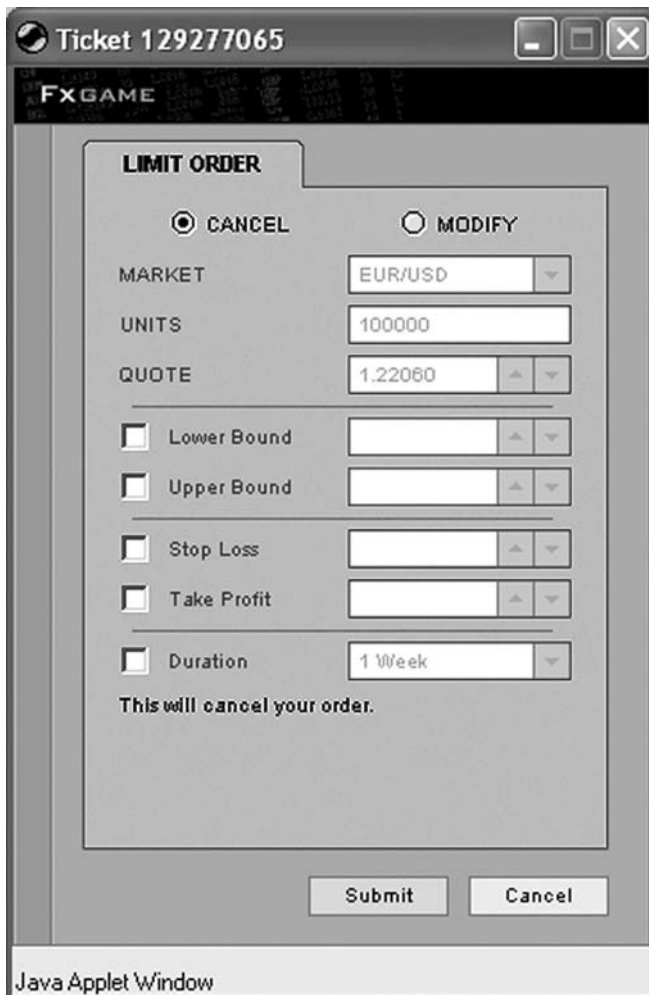 Ticket 129277065
FXGAME
LIMIT ORDER
CANCEL MODIFY
MARKET EUR/USD
UNITS 100000
QUOTE 1.22060
Lower Bound
Upper Bound
Stop Loss
Take Profit
Duration 1 Week
This will cancel your order.
Submit Cancel
Java Applet Window